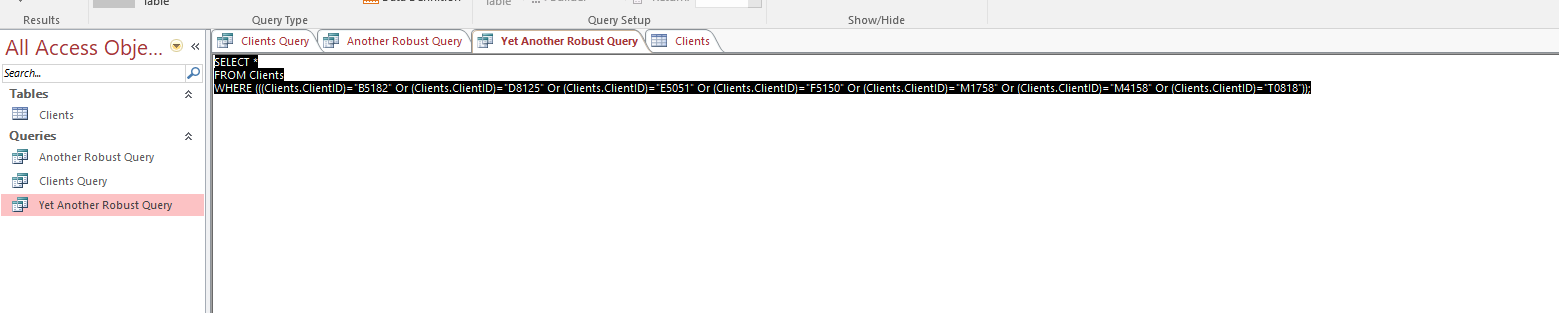 Table
Data Definition
Table
Builder
Return:
Results
Query Type
Query Setup
Show/Hide
All Access Obje...
Search...
Tables
Clients
Queries
Another Robust Query
Clients Query
Yet Another Robust Query
Clients Query
Another Robust Query
Yet Another Robust Query
Clients
SELECT *
FROM Clients
WHERE (((Clients.ClientID)="B5182" Or (Clients.ClientID)="D8125" Or (Clients.ClientID)="E5051" Or (Clients.ClientID)="F5150" Or (Clients.ClientID)="M1758" Or (Clients.ClientID)="M4158" Or (Clients.ClientID)="T0818"));